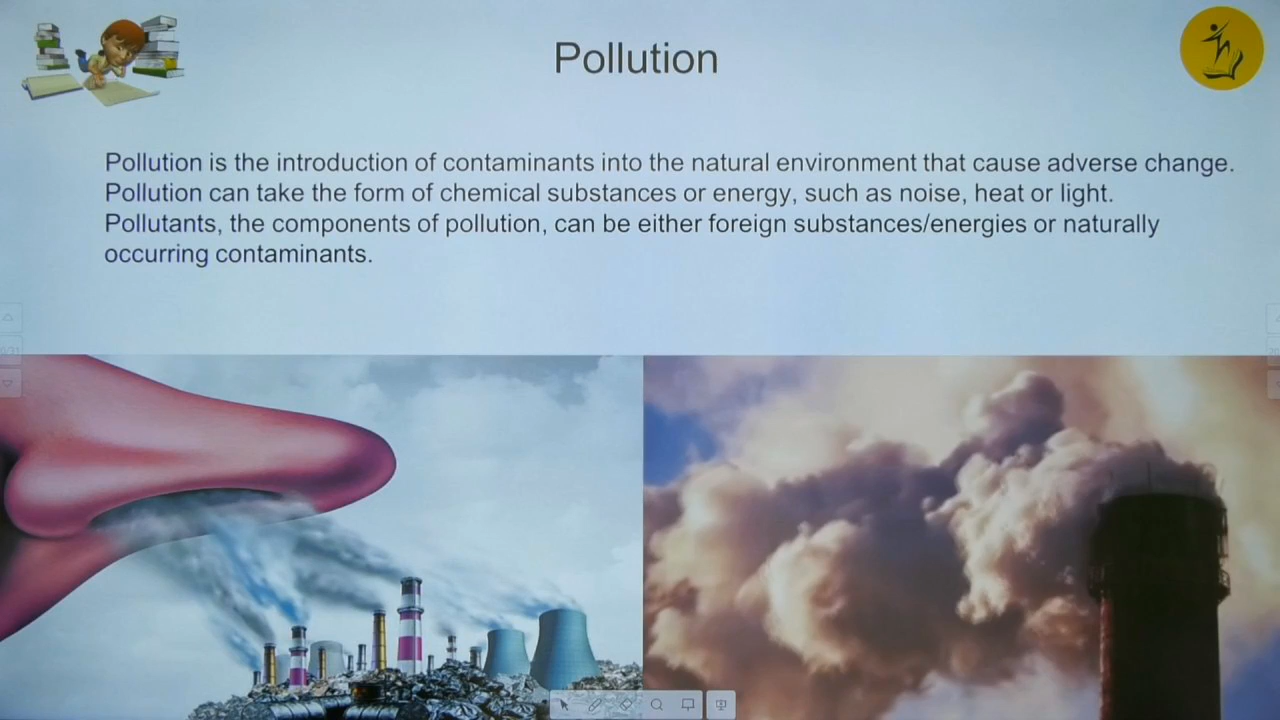 Pollution
Pollution is the introduction of contaminants into the natural environment that cause adverse change.
Pollution can take the form of chemical substances or energy, such as noise, heat or light.
Pollutants, the components of pollution, can be either foreign substances/energies or naturally
occurring contaminants.